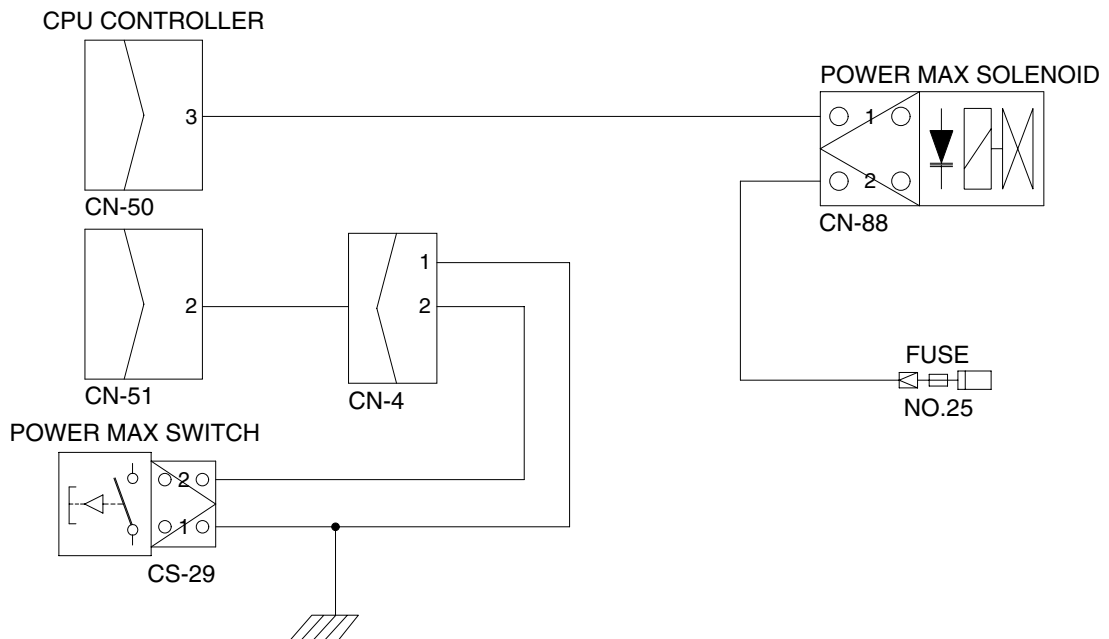 CPU CONTROLLER
3
CN-50
POWER MAX SOLENOID
1
2
CN-88
2
CN-51
1
2
CN-4
FUSE
NO.25
POWER MAX SWITCH
2
1
CS-29